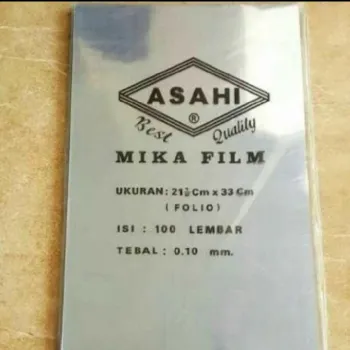 ASAHI
®
Best Quality
MIKA FILM
UKURAN: 21½ Cm x 33 Cm
(FOLIO)
ISI : 100 LEMBAR
TEBAL : 0.10 mm.